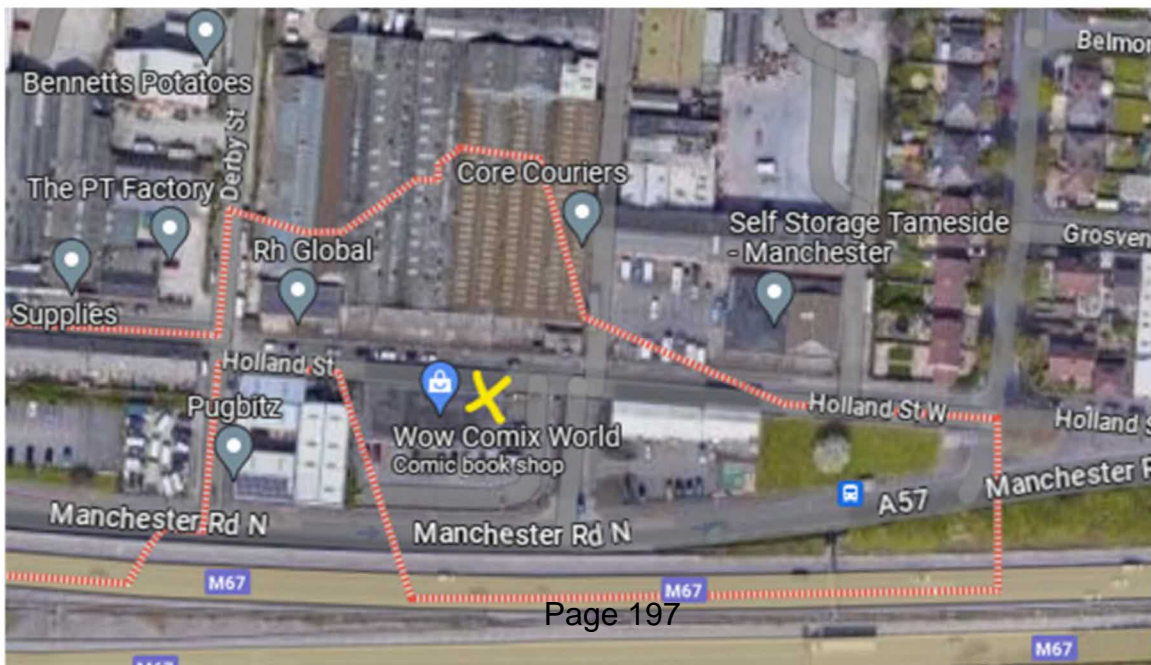 Belmor
Bennetts Potatoes
Derby St
The PT Factory
Core Couriers
Rh Global
Self Storage Tameside
- Manchester
Grosven
Supplies
Holland St
Pugbitz
Wow Comix World
Comic book shop
Holland St W
Holland S
Manchester R
A57
Manchester Rd N
Manchester Rd N
M67
M67
Page 197
M67
M67